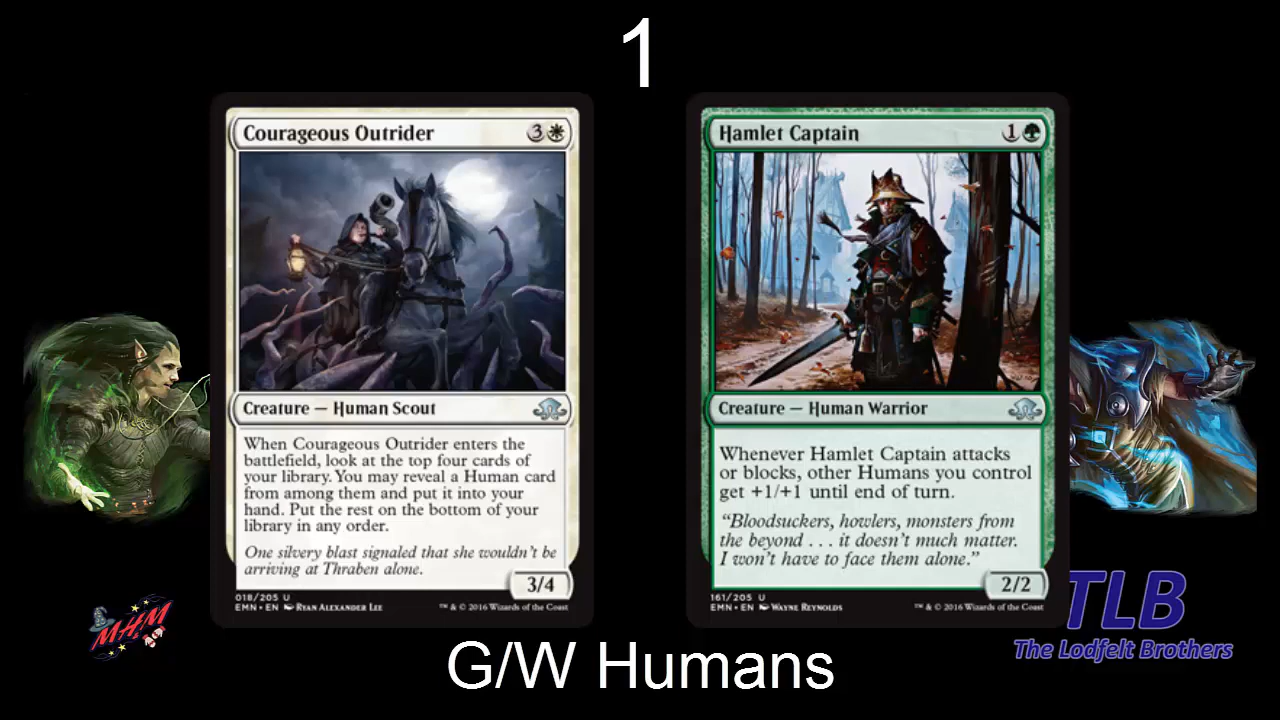 1
Courageous Outrider 3
Creature — Human Scout
When Courageous Outrider enters the
battlefield, look at the top four cards of
your library. You may reveal a Human card
from among them and put it into your
hand. Put the rest on the bottom of your
library in any order.
One silvery blast signaled that she wouldn't be
arriving at Thraben alone.
3/4
018/205 U
EMN • EN Ryan Alexander Lee
™ & © 2016 Wizards of the Coast
Hamlet Captain 1
Creature — Human Warrior
Whenever Hamlet Captain attacks
or blocks, other Humans you control
get +1/+1 until end of turn.
"Bloodsuckers, howlers, monsters from
the beyond . . . it doesn't much matter.
I won't have to face them alone."
2/2
161/205 U
EMN • EN Wayne Reynolds
™ & © 2016 Wizards of the Coast
MHM
TLB
The Lodfelt Brothers
G/W Humans